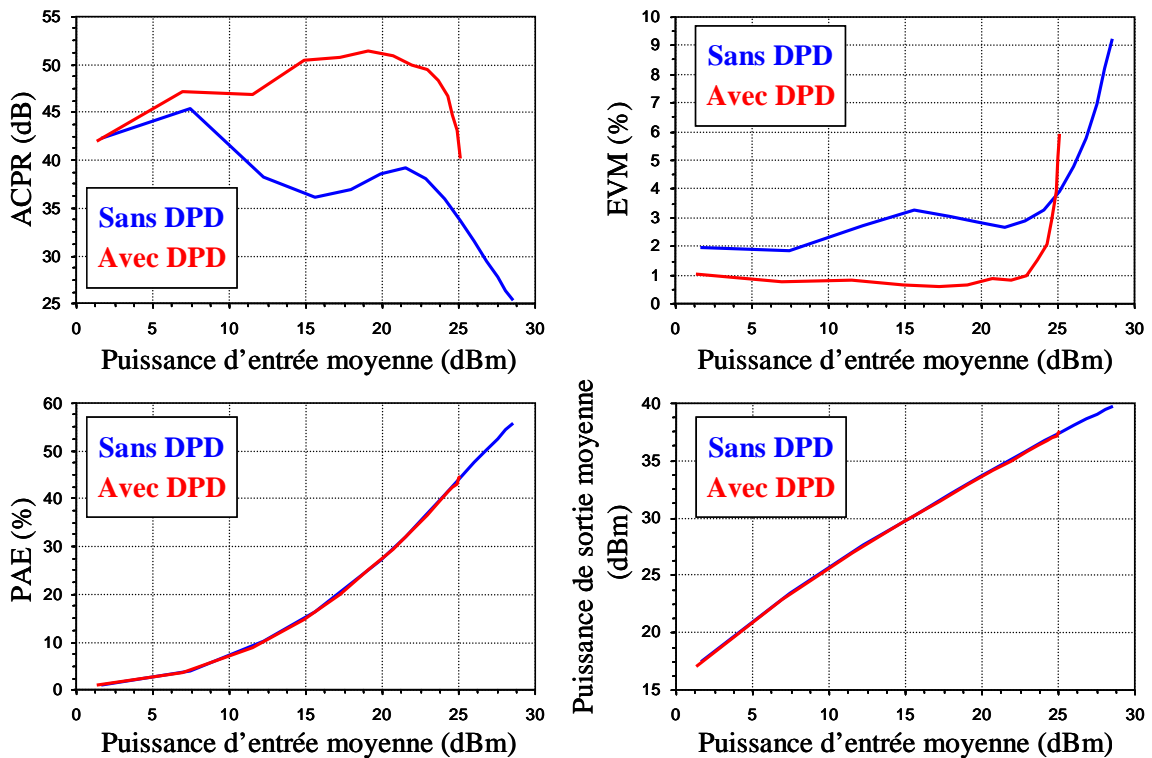 55
50
45
40
35
30
25
ACPR (dB)
Sans DPD
Avec DPD
0 5 10 15 20 25 30
Puissance d'entrée moyenne (dBm)
10
9
8
7
6
5
4
3
2
1
0
EVM (%)
Sans DPD
Avec DPD
0 5 10 15 20 25 30
Puissance d'entrée moyenne (dBm)
60
50
40
30
20
10
0
PAE (%)
Sans DPD
Avec DPD
0 5 10 15 20 25 30
Puissance d'entrée moyenne (dBm)
40
35
30
25
20
15
Puissance de sortie moyenne
(dBm)
Sans DPD
Avec DPD
0 5 10 15 20 25 30
Puissance d'entrée moyenne (dBm)